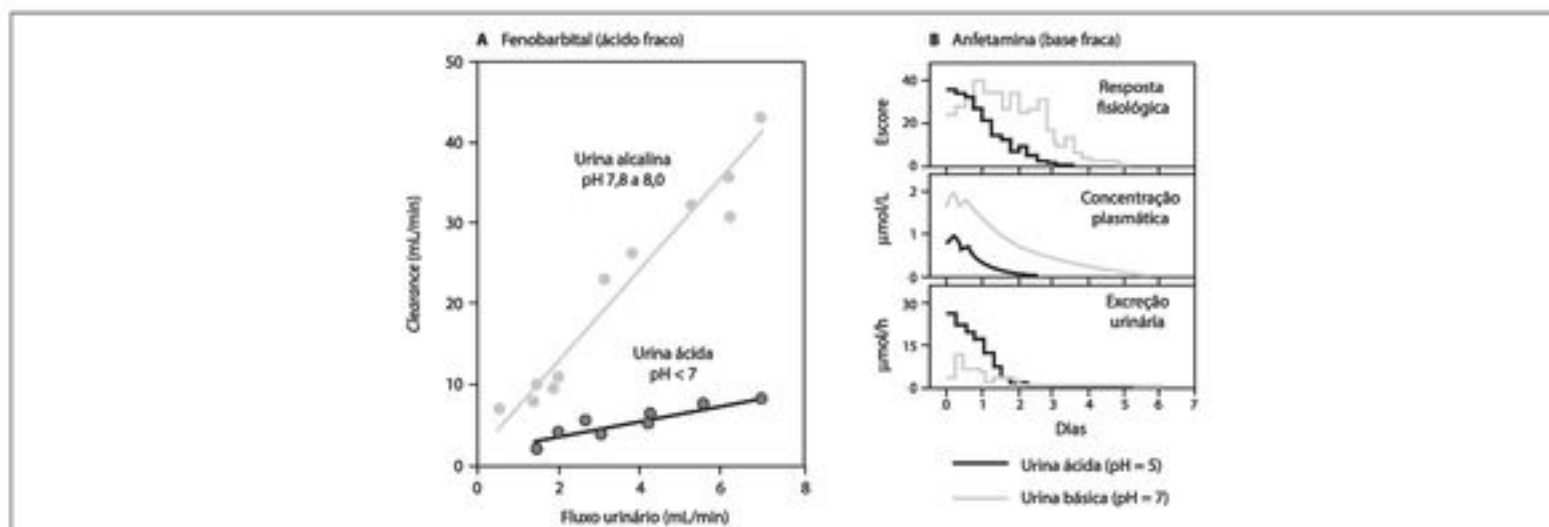 A Fenobarbital (ácido fraco)
50
40
30
20
10
0
Clearance (mL/min)
Urina alcalina
pH 7,8 a 8,0
Urina ácida
pH < 7
0 2 4 6 8
Fluxo urinário (mL/min)
B Anfetamina (base fraca)
40
20
0
Escore
Resposta
fisiológica
2
1
0
µmol/L
Concentração
plasmática
30
15
0
µmol/h
Excreção
urinária
0 1 2 3 4 5 6 7
Dias
Urina ácida (pH = 5)
Urina básica (pH = 7)